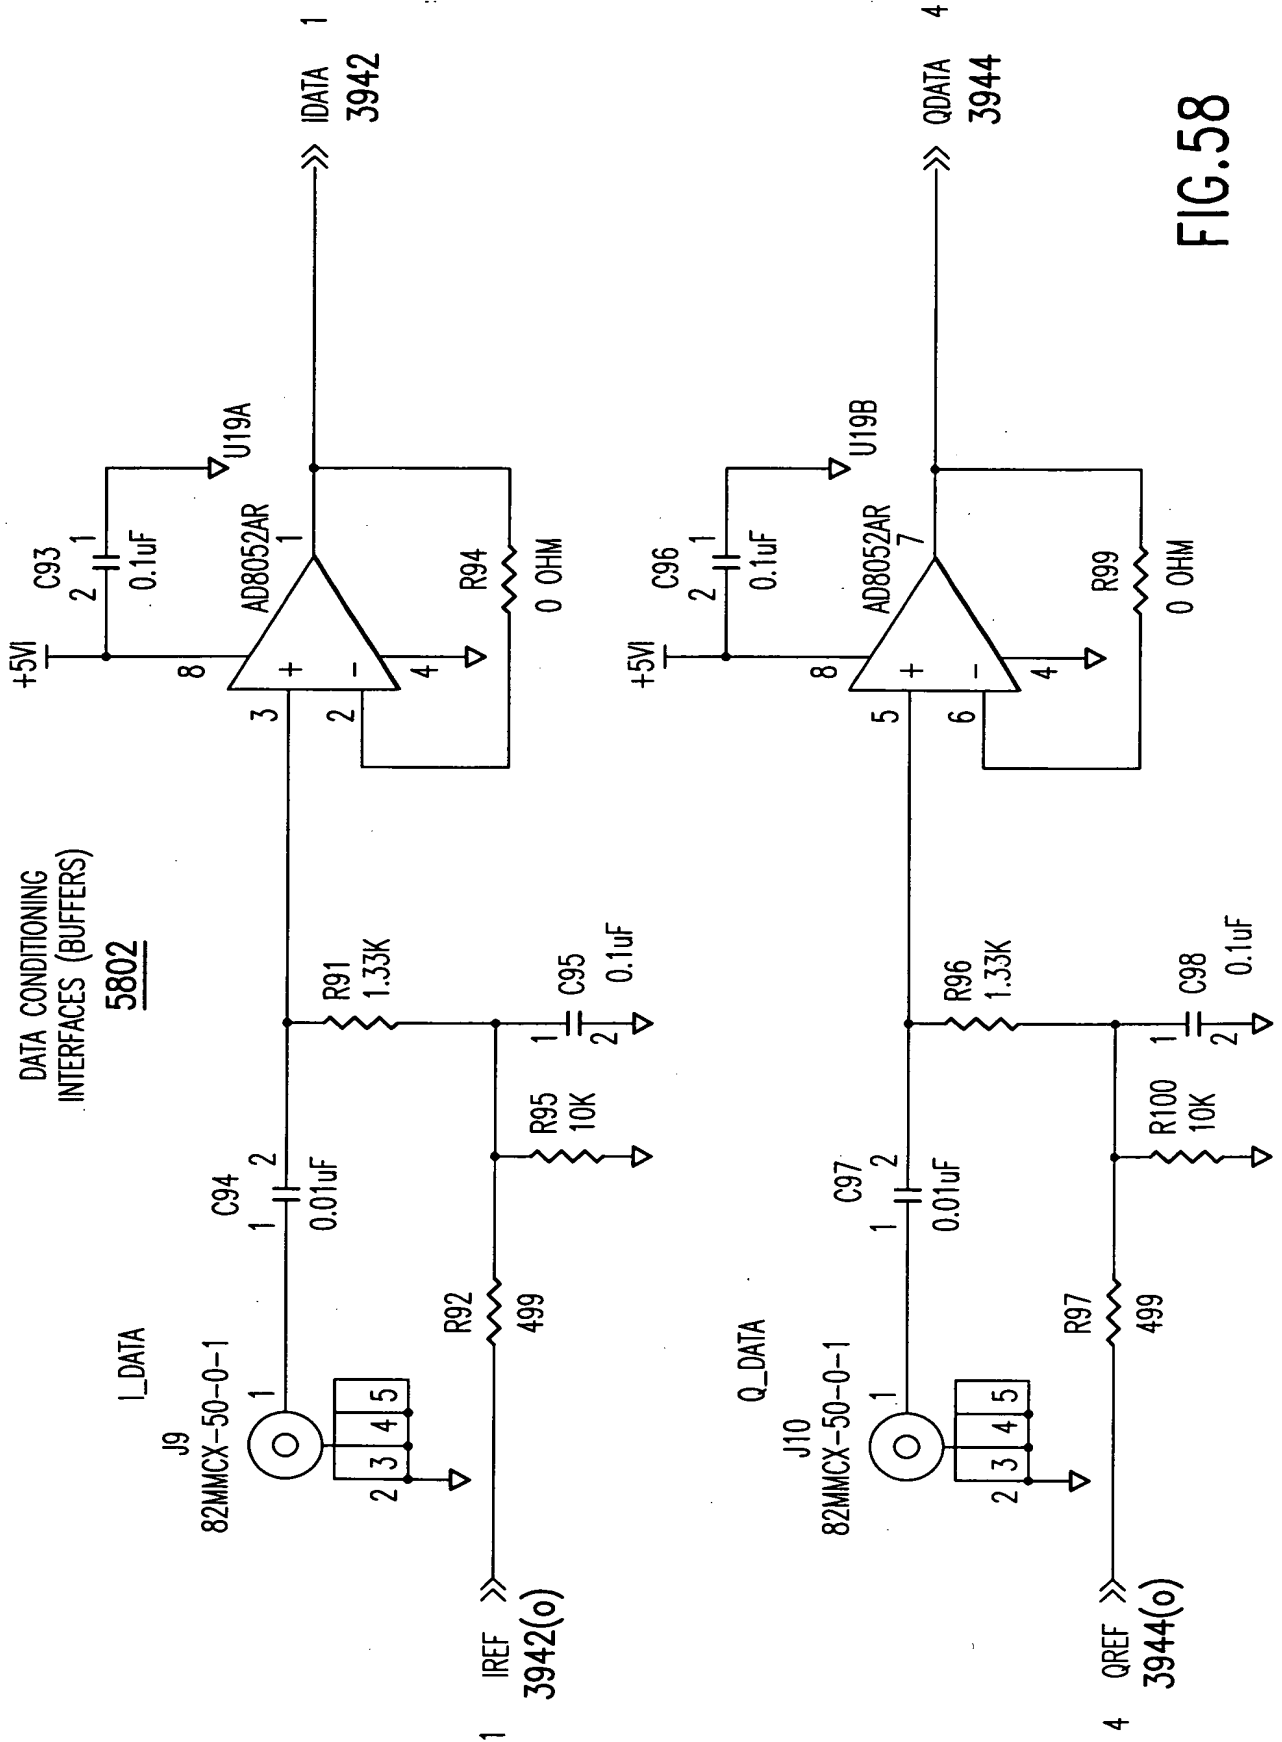 DATA CONDITIONING
INTERFACES (BUFFERS)
5802
I_DATA
J9
82MMCX-50-0-1
1
2
3
4
5
C94
1
2
0.01uF
R91
1.33K
1
IREF
3942(o)
R92
499
R95
10K
1
2
C95
0.1uF
+5VI
C93
2
1
0.1uF
U19A
8
AD8052AR
3
+
2
-
1
4
R94
0 OHM
IDATA
1
3942
Q_DATA
J10
82MMCX-50-0-1
1
2
3
4
5
C97
1
2
0.01uF
R96
1.33K
4
QREF
3944(o)
R97
499
R100
10K
1
2
C98
0.1uF
+5VI
C96
2
1
0.1uF
U19B
8
AD8052AR
5
+
6
-
7
4
R99
0 OHM
QDATA
4
3944
FIG.58